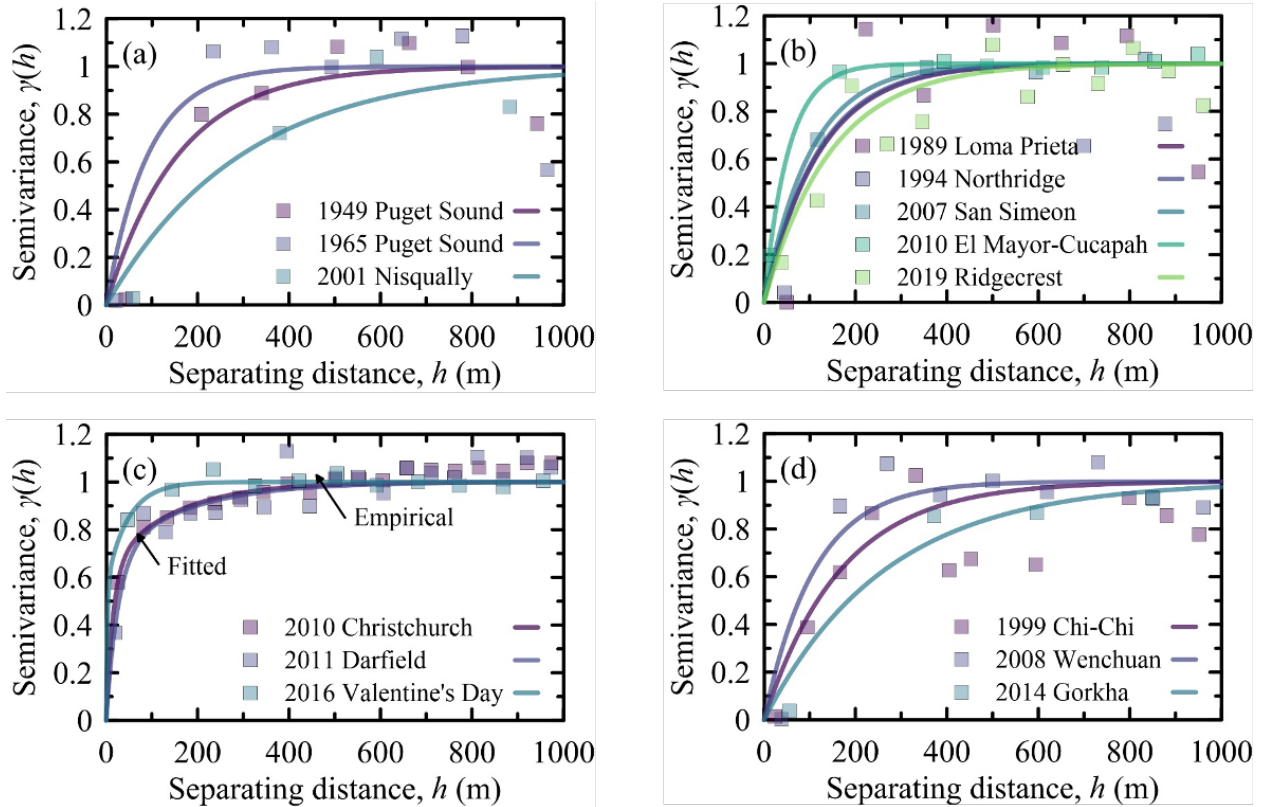 1.2
(a)
1
0.8
0.6
0.4
0.2
0
Semivariance, γ(h)
1949 Puget Sound
1965 Puget Sound
2001 Nisqually
0 200 400 600 800 1000
Separating distance, h (m)
1.2
(b)
1
0.8
0.6
0.4
0.2
0
Semivariance, γ(h)
1989 Loma Prieta
1994 Northridge
2007 San Simeon
2010 El Mayor-Cucapah
2019 Ridgecrest
0 200 400 600 800 1000
Separating distance, h (m)
1.2
(c)
1
0.8
0.6
0.4
0.2
0
Semivariance, γ(h)
Empirical
Fitted
2010 Christchurch
2011 Darfield
2016 Valentine's Day
0 200 400 600 800 1000
Separating distance, h (m)
1.2
(d)
1
0.8
0.6
0.4
0.2
0
Semivariance, γ(h)
1999 Chi-Chi
2008 Wenchuan
2014 Gorkha
0 200 400 600 800 1000
Separating distance, h (m)